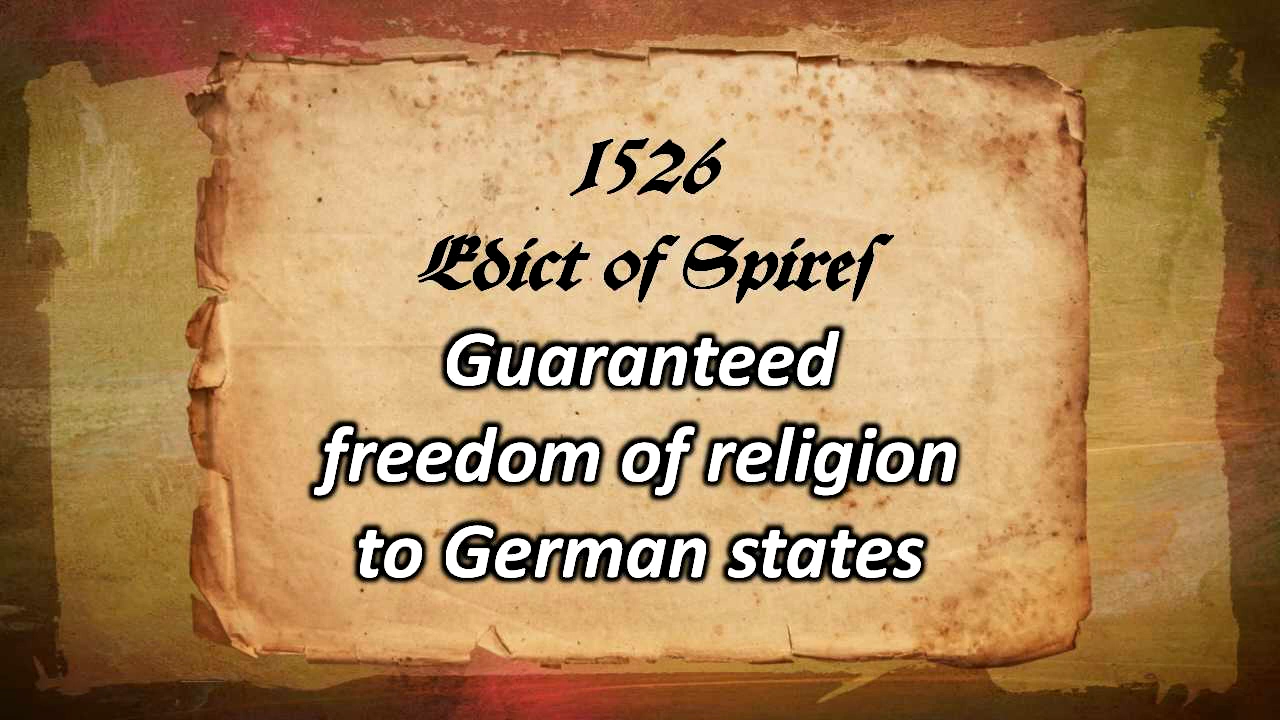 1526
Edict of Spires
Guaranteed
freedom of religion
to German states